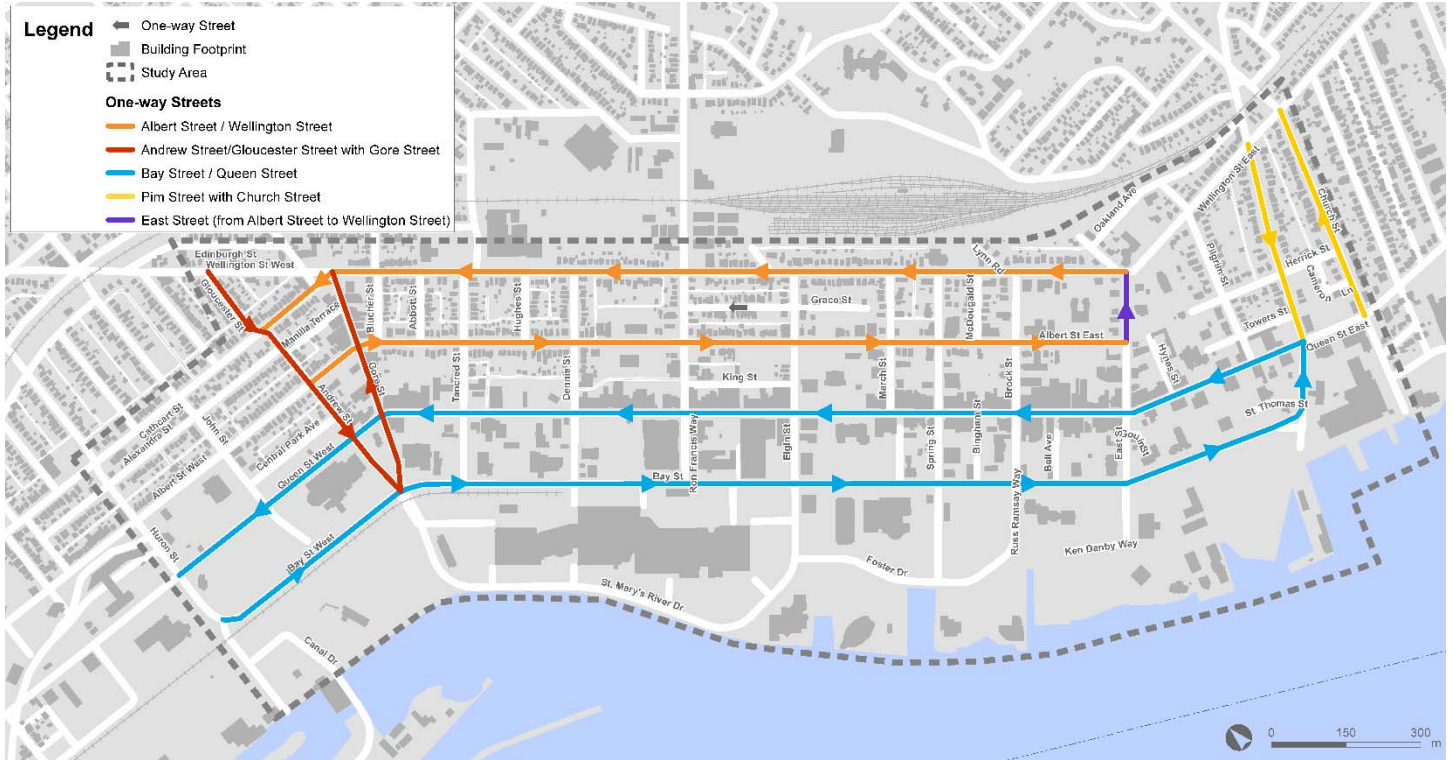 Legend
One-way Street
Building Footprint
Study Area
One-way Streets
Albert Street / Wellington Street
Andrew Street/Gloucester Street with Gore Street
Bay Street / Queen Street
Pim Street with Church Street
East Street (from Albert Street to Wellington Street)
Edinburgh St
Wellington St West
Gloucester St
Manilla Terrace
Blucher St
Abbott St
Hughes St
Lynn Rd
Oakland Ave
Wellington St East
Church St
Pilgrim St
Herrick St
Cameron
Ln
Grace St
McDougald St
Albert St East
Towers St
Queen St East
Gore St
Tancred St
Dennis St
King St
March St
Brock St
Hynes St
Andrew St
Cathcart St
Alexandra St
John St
Central Park Ave
Albert St West
Queen St West
St Thomas St
Ron Francis Way
Elgin St
Spring St
Bingham St
Ball Ave
East St
Gouin St
Bay St
Russ Ramsay Way
Huron St
Bay St West
Ken Danby Way
Foster Dr
St. Mary's River Dr
Canal Dr
0 150 300
m